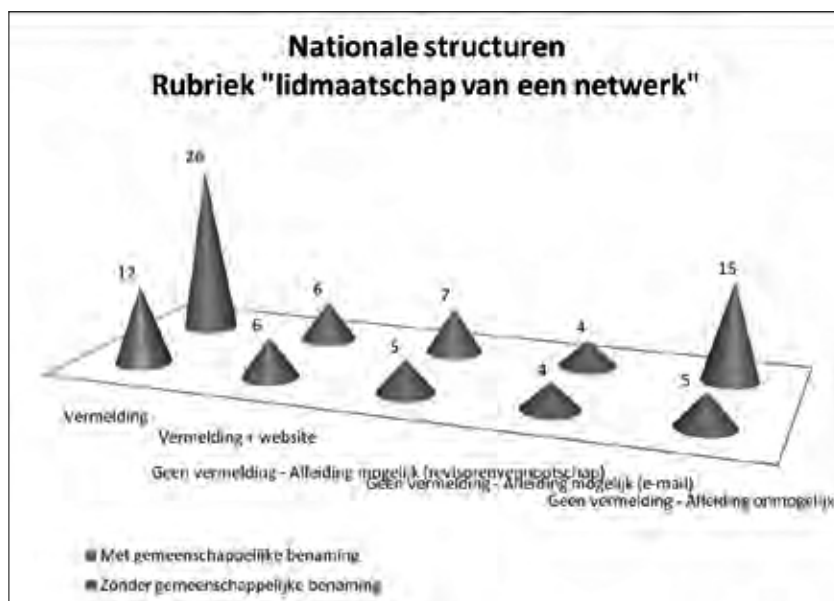 Nationale structuren
Rubriek "lidmaatschap van een netwerk"
26
12
6
6
7
5
4
4
15
5
Vermelding
Vermelding + website
Geen vermelding - Afleiding mogelijk (revisorenvennootschap)
Geen vermelding - Afleiding mogelijk (e-mail)
Geen vermelding - Afleiding onmogelijk
Met gemeenschappelijke benaming
Zonder gemeenschappelijke benaming